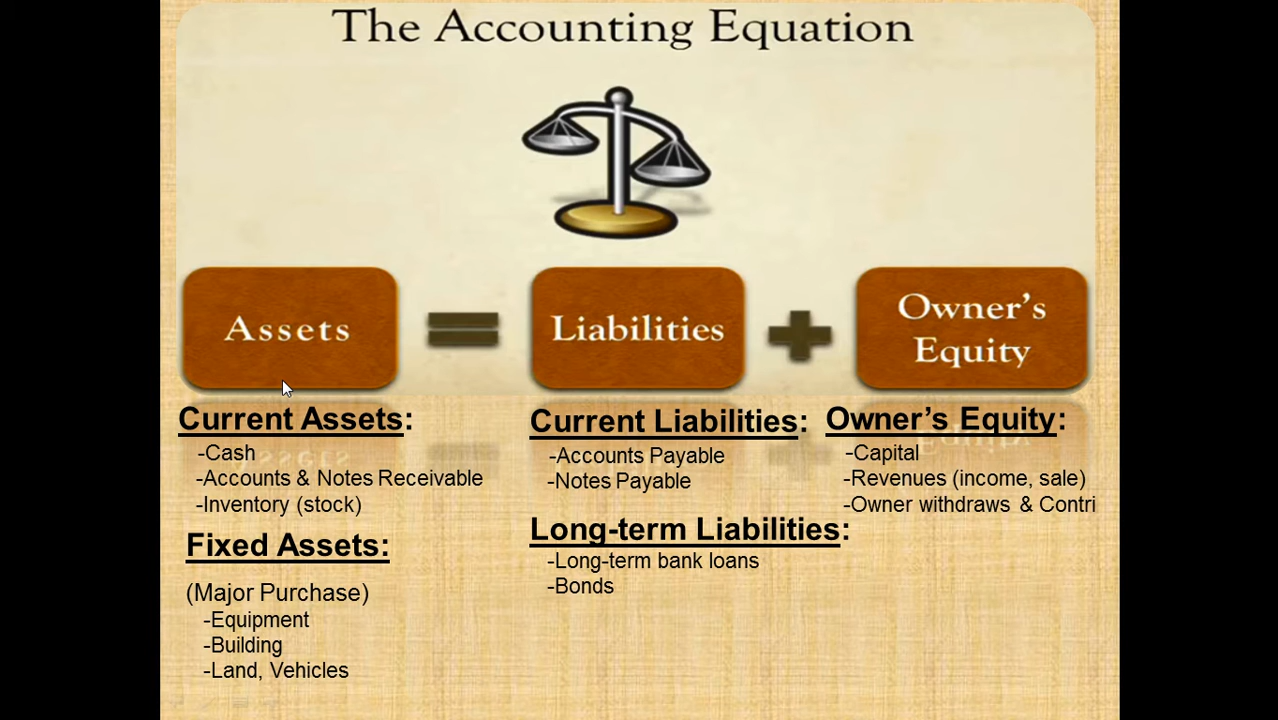 The Accounting Equation
Assets
=
Liabilities
+
Owner's
Equity
Current Assets:
-Cash
-Accounts & Notes Receivable
-Inventory (stock)
Fixed Assets:
(Major Purchase)
-Equipment
-Building
-Land, Vehicles
Current Liabilities:
-Accounts Payable
-Notes Payable
Long-term Liabilities:
-Long-term bank loans
-Bonds
Owner's Equity:
-Capital
-Revenues (income, sale)
-Owner withdraws & Contri